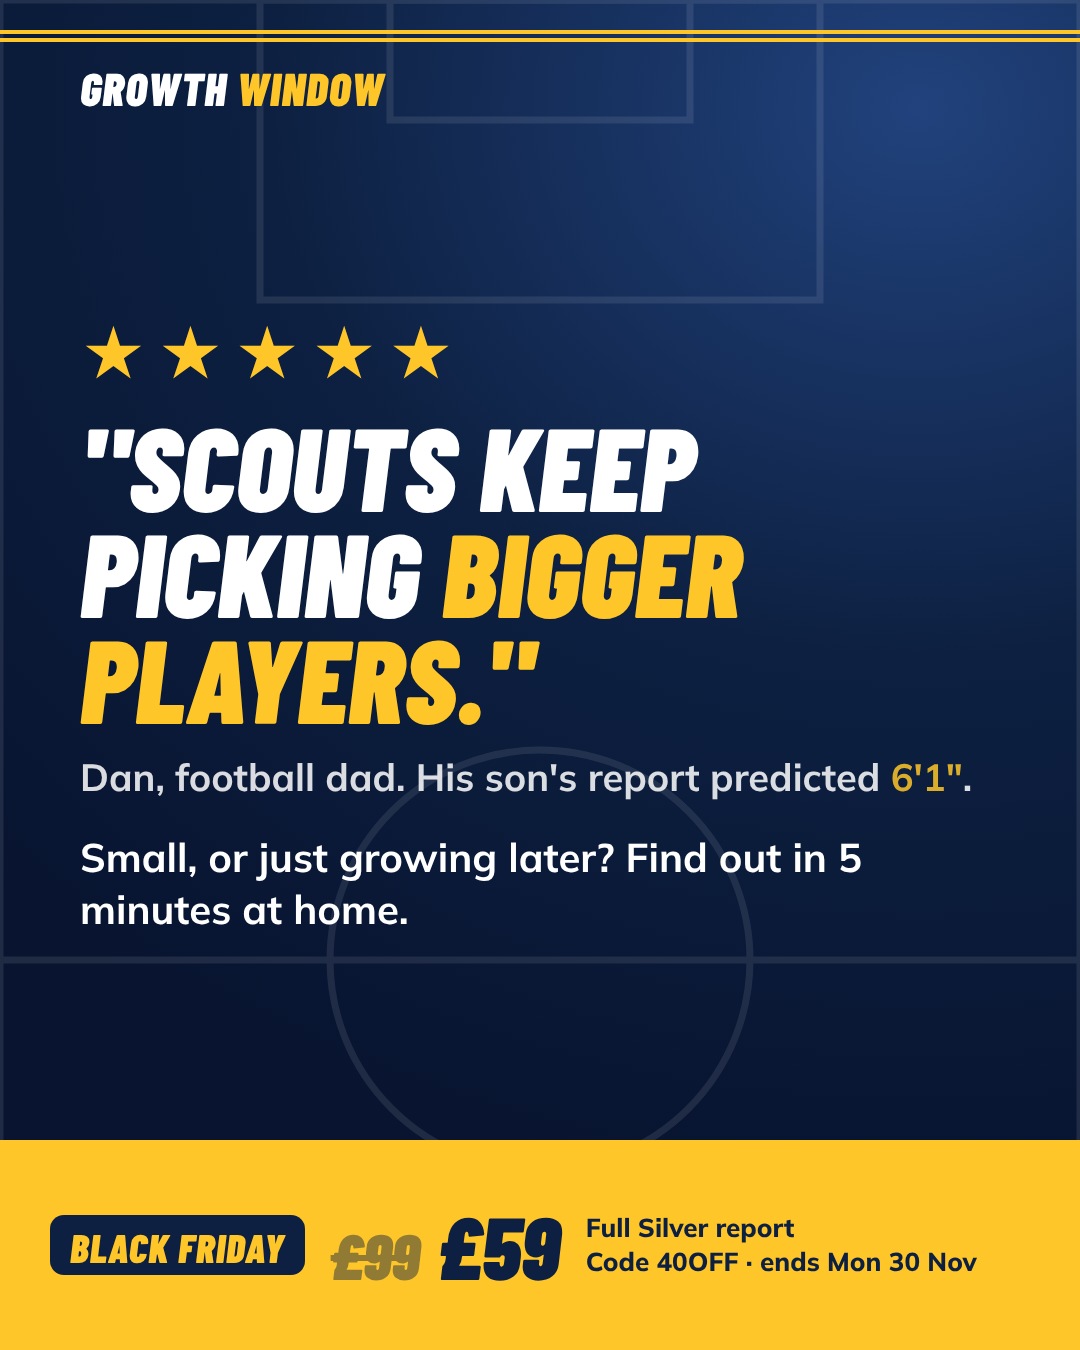 GROWTH WINDOW
★★★★★
"SCOUTS KEEP
PICKING BIGGER
PLAYERS."
Dan, football dad. His son's report predicted 6'1".
Small, or just growing later? Find out in 5
minutes at home.
BLACK FRIDAY £99 £59
Full Silver report
Code 40OFF · ends Mon 30 Nov